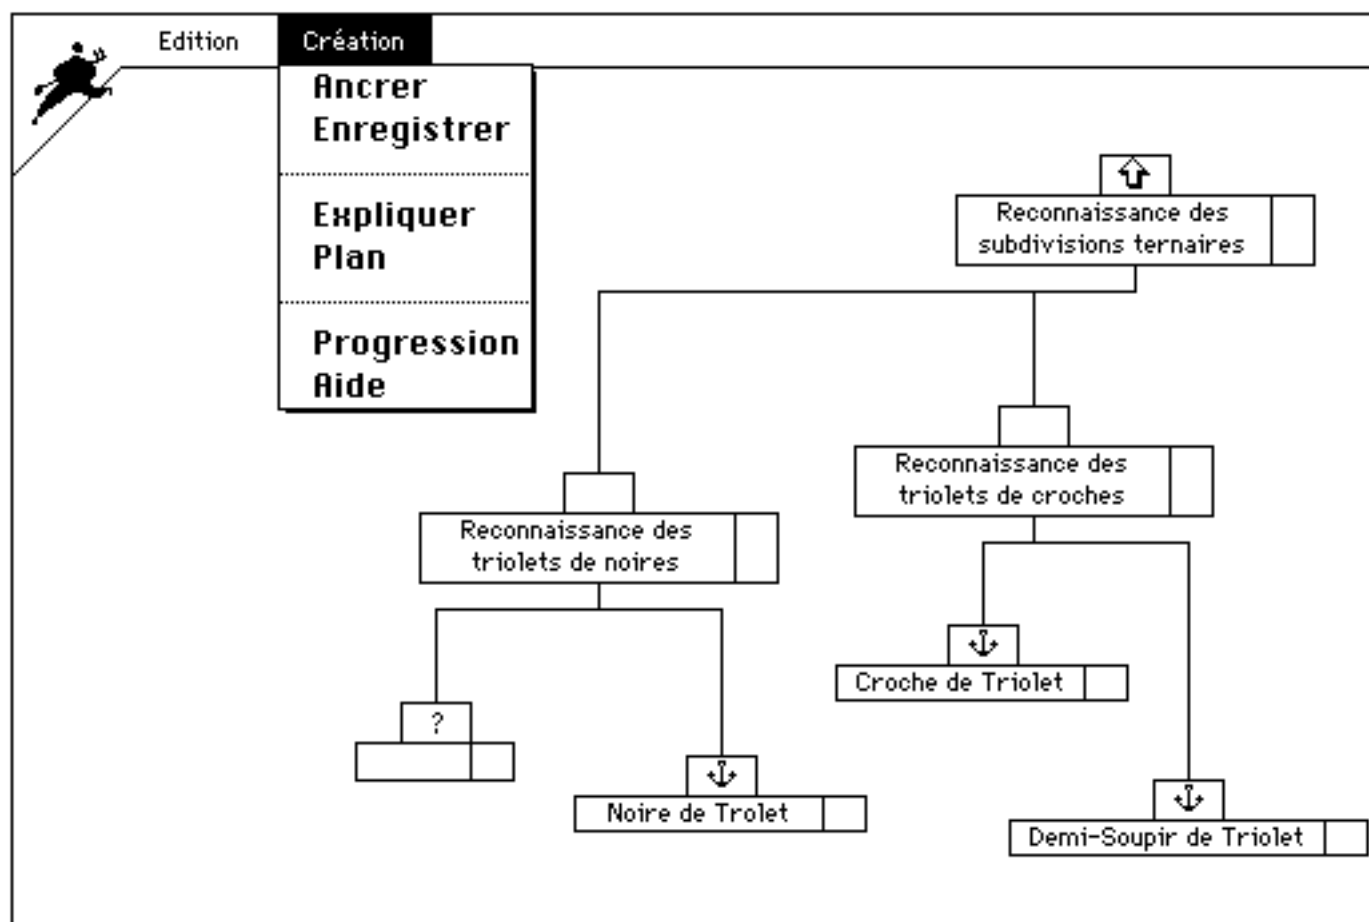 Edition
Création
Ancrer
Enregistrer
Expliquer
Plan
Progression
Aide
Reconnaissance des
subdivisions ternaires
Reconnaissance des
triolets de croches
Reconnaissance des
triolets de noires
Croche de Triolet
?
Noire de Trolet
Demi-Soupir de Triolet